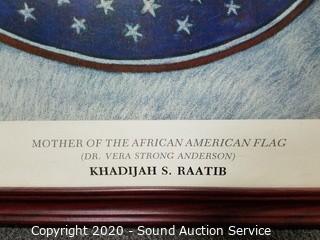 MOTHER OF THE AFRICAN AMERICAN FLAG
(DR. VERA STRONG ANDERSON)
KHADIJAH S. RAATIB
Copyright 2020 - Sound Auction Service